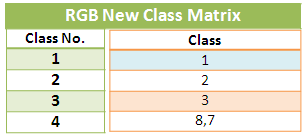 RGB New Class Matrix
Class No. Class
1 1
2 2
3 3
4 8,7